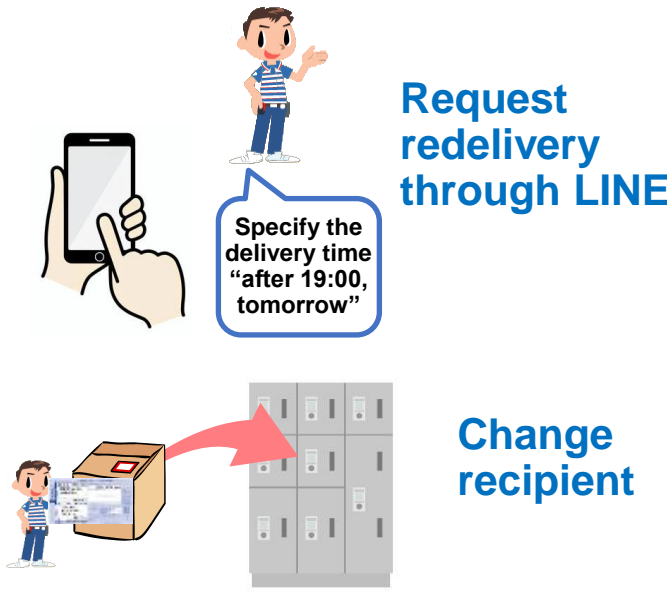 Request
redelivery
through LINE
Specify the
delivery time
“after 19:00,
tomorrow”
Change
recipient